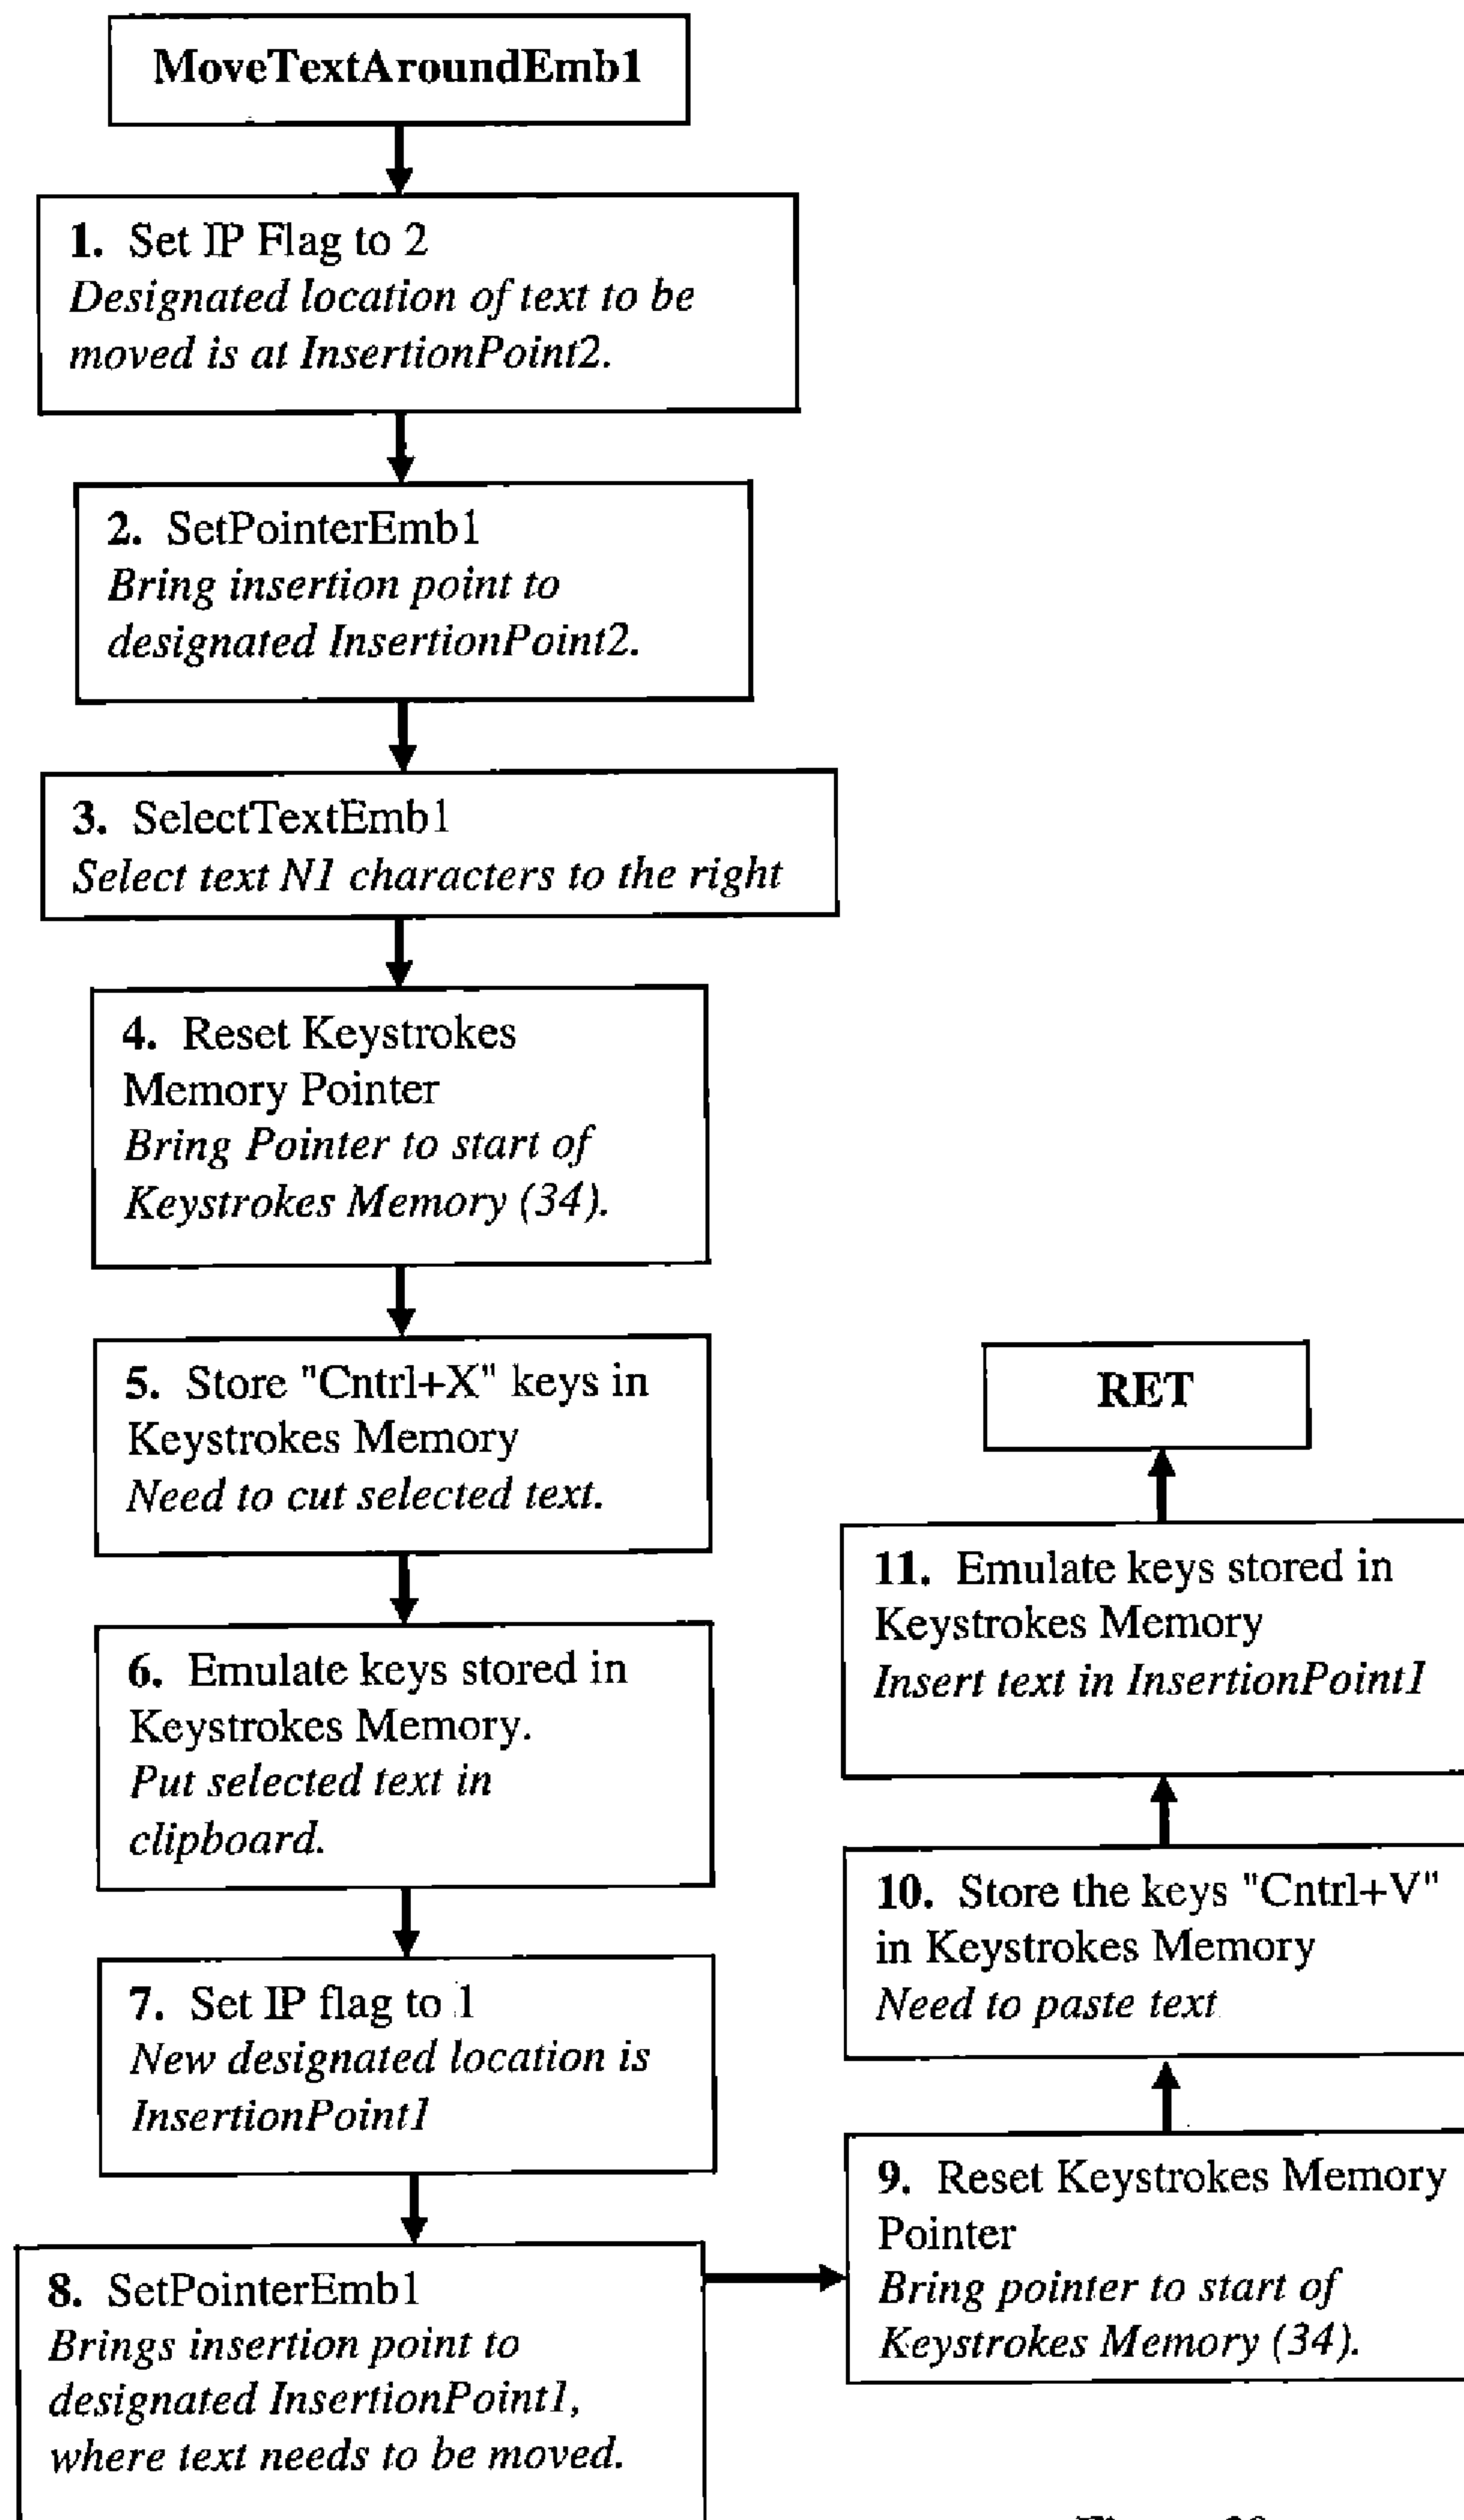 MoveTextAroundEmb1
1. Set IP Flag to 2
Designated location of text to be
moved is at InsertionPoint2.
2. SetPointerEmb1
Bring insertion point to
designated InsertionPoint2.
3. SelectTextEmb1
Select text N1 characters to the right
4. Reset Keystrokes
Memory Pointer
Bring Pointer to start of
Keystrokes Memory (34).
5. Store "Cntrl+X" keys in
Keystrokes Memory
Need to cut selected text.
6. Emulate keys stored in
Keystrokes Memory.
Put selected text in
clipboard.
7. Set IP flag to 1
New designated location is
InsertionPoint1
8. SetPointerEmb1
Brings insertion point to
designated InsertionPoint1,
where text needs to be moved.
9. Reset Keystrokes Memory
Pointer
Bring pointer to start of
Keystrokes Memory (34).
10. Store the keys "Cntrl+V"
in Keystrokes Memory
Need to paste text
11. Emulate keys stored in
Keystrokes Memory
Insert text in InsertionPoint1
RET